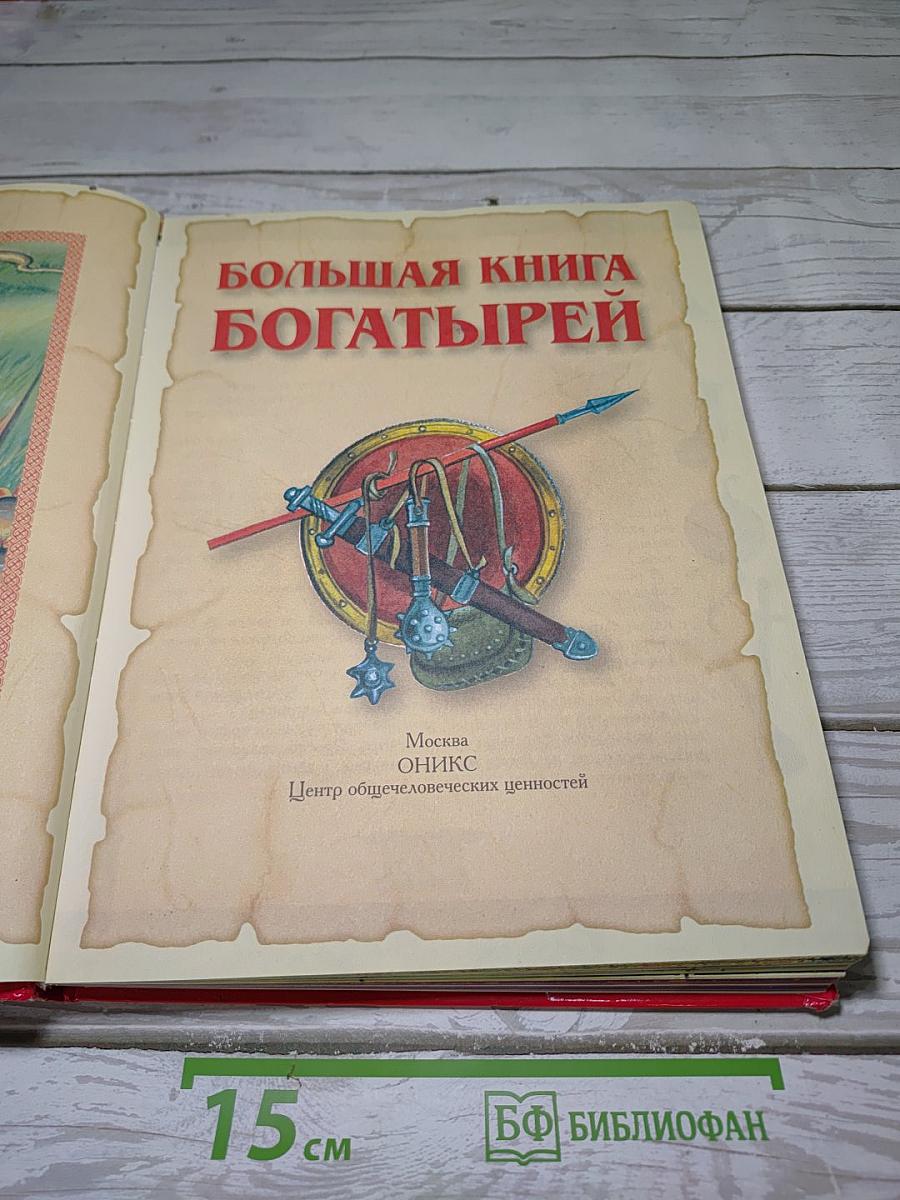 БОЛЬШАЯ КНИГА
БОГАТЫРЕЙ
Москва
ОНИКС
Центр общечеловеческих ценностей
15 см
БФ БИБЛИОФАН